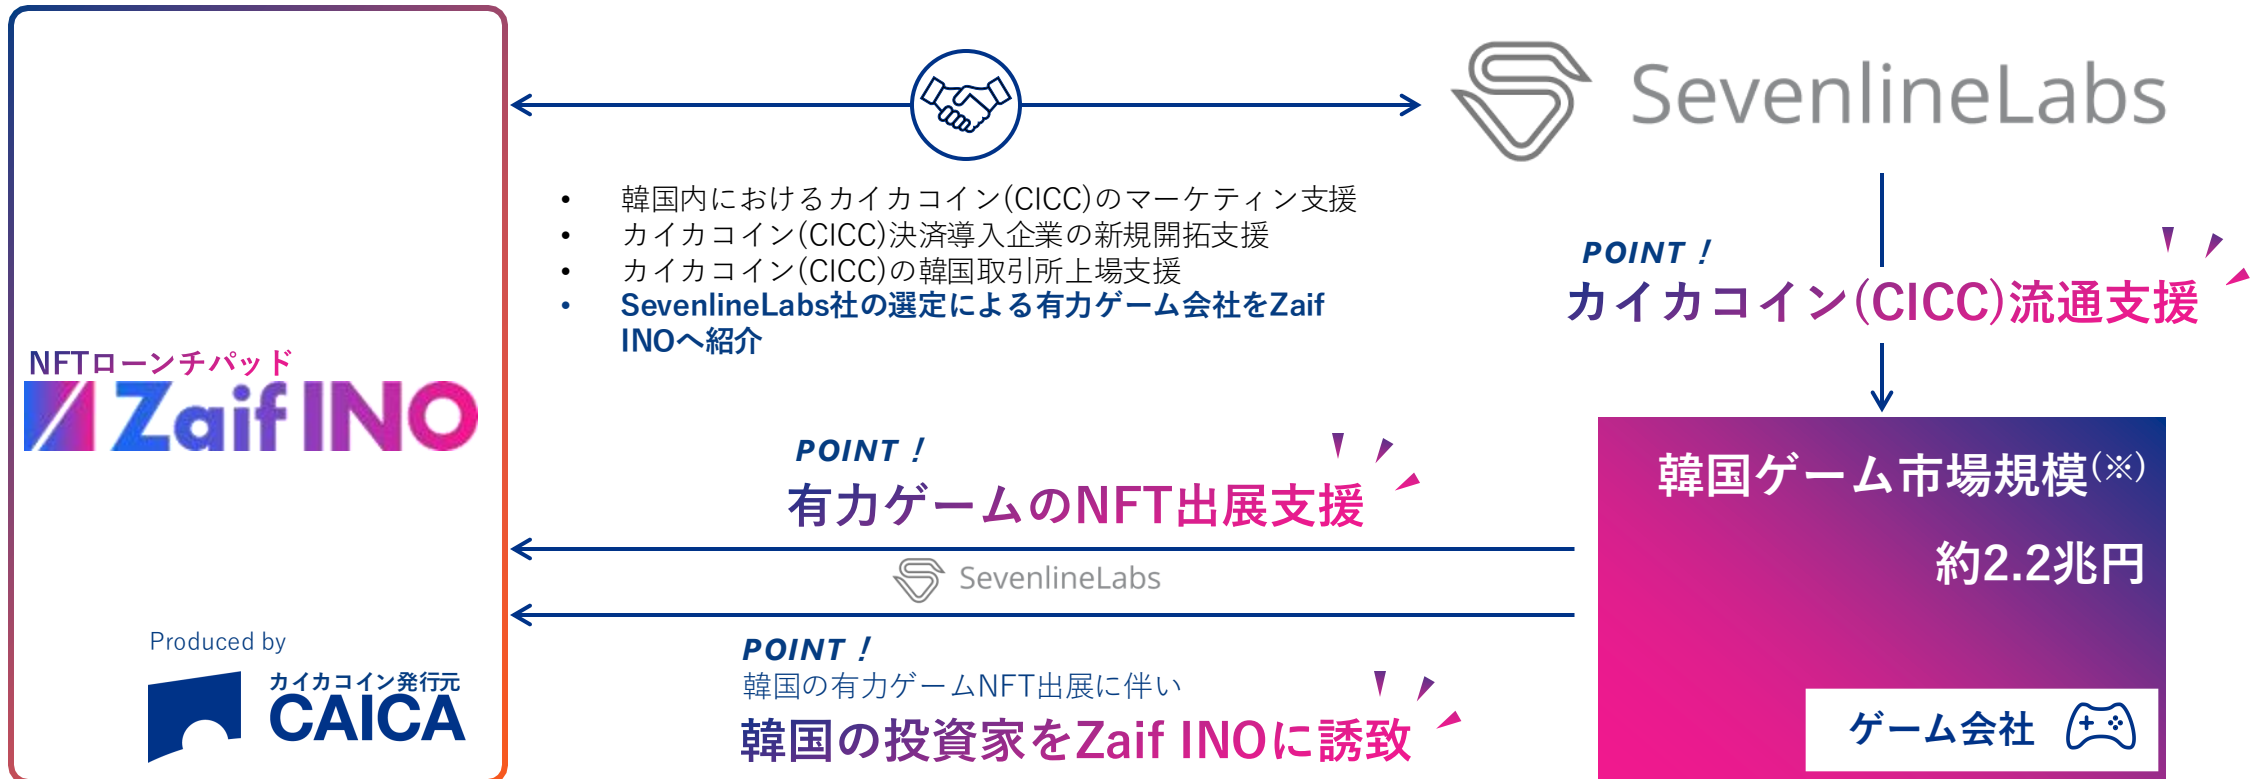 NFTローンチパッド
Zaif INO
Produced by
カイカコイン発行元
CAICA
SevenlineLabs
• 韓国内におけるカイカコイン(CICC)のマーケティン支援
• カイカコイン(CICC)決済導入企業の新規開拓支援
• カイカコイン(CICC)の韓国取引所上場支援
• SevenlineLabs社の選定による有力ゲーム会社をZaif
INOへ紹介
POINT！
カイカコイン(CICC)流通支援
POINT！
有力ゲームのNFT出展支援
SevenlineLabs
POINT！
韓国の有力ゲームNFT出展に伴い
韓国の投資家をZaif INOに誘致
韓国ゲーム市場規模(※)
約2.2兆円
ゲーム会社